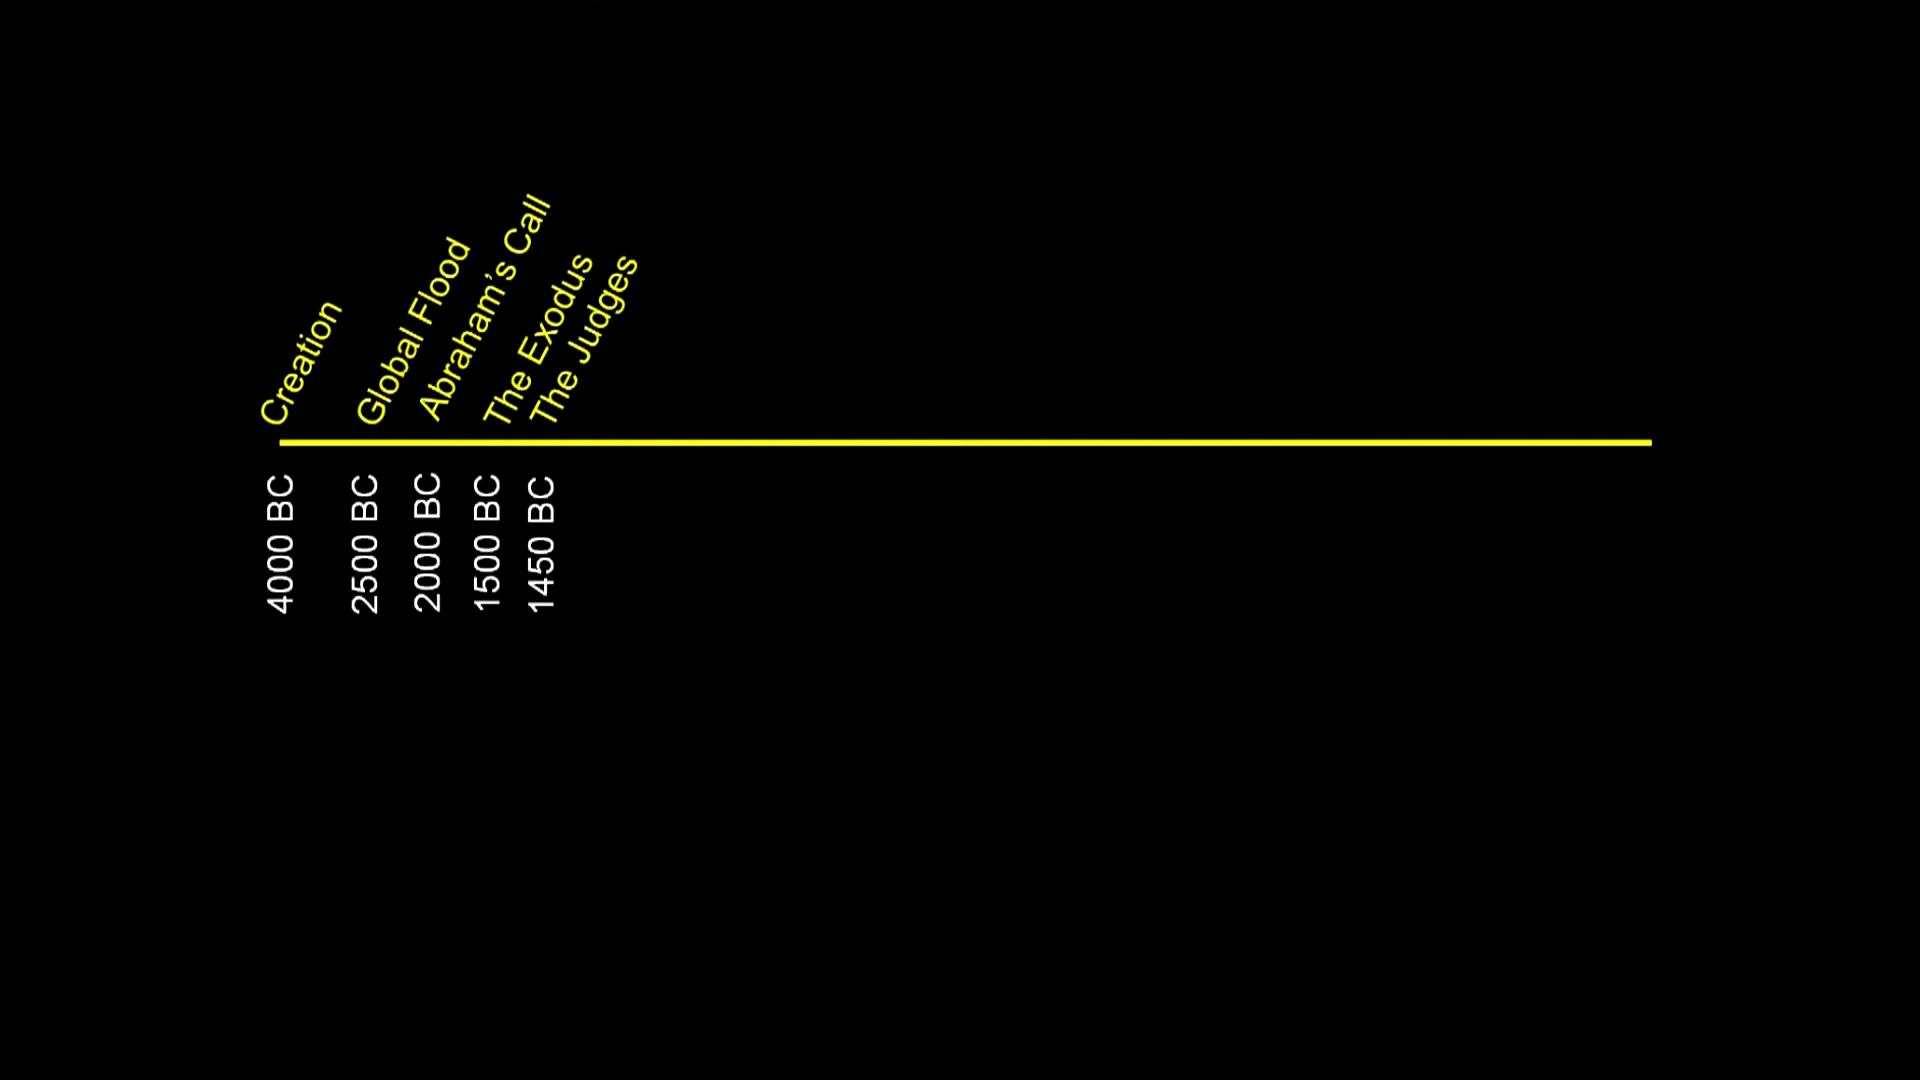 Creation
Global Flood
Abraham's Call
The Exodus
The Judges
4000 BC
2500 BC
2000 BC
1500 BC
1450 BC